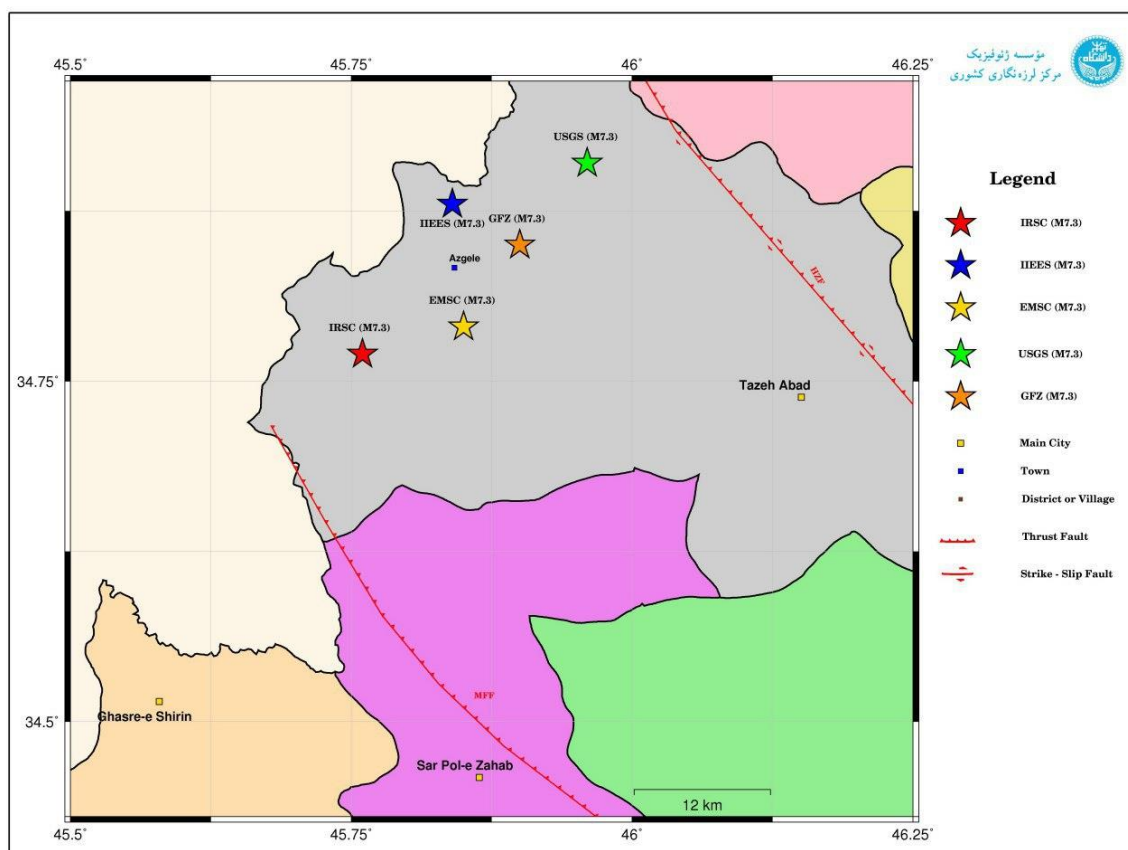 45.5°
45.75°
46°
46.25°
مؤسسه ژئوفیزیک
مرکز لرزه نگاری کشوری
USGS (M7.3)
IIEES (M7.3)
GFZ (M7.3)
Azgele
EMSC (M7.3)
IRSC (M7.3)
HZF
34.75°
Tazeh Abad
MFF
34.5°
Ghasre-e Shirin
Sar Pol-e Zahab
12 km
45.5°
45.75°
46°
46.25°
Legend
IRSC (M7.3)
IIEES (M7.3)
EMSC (M7.3)
USGS (M7.3)
GFZ (M7.3)
Main City
Town
District or Village
Thrust Fault
Strike - Slip Fault